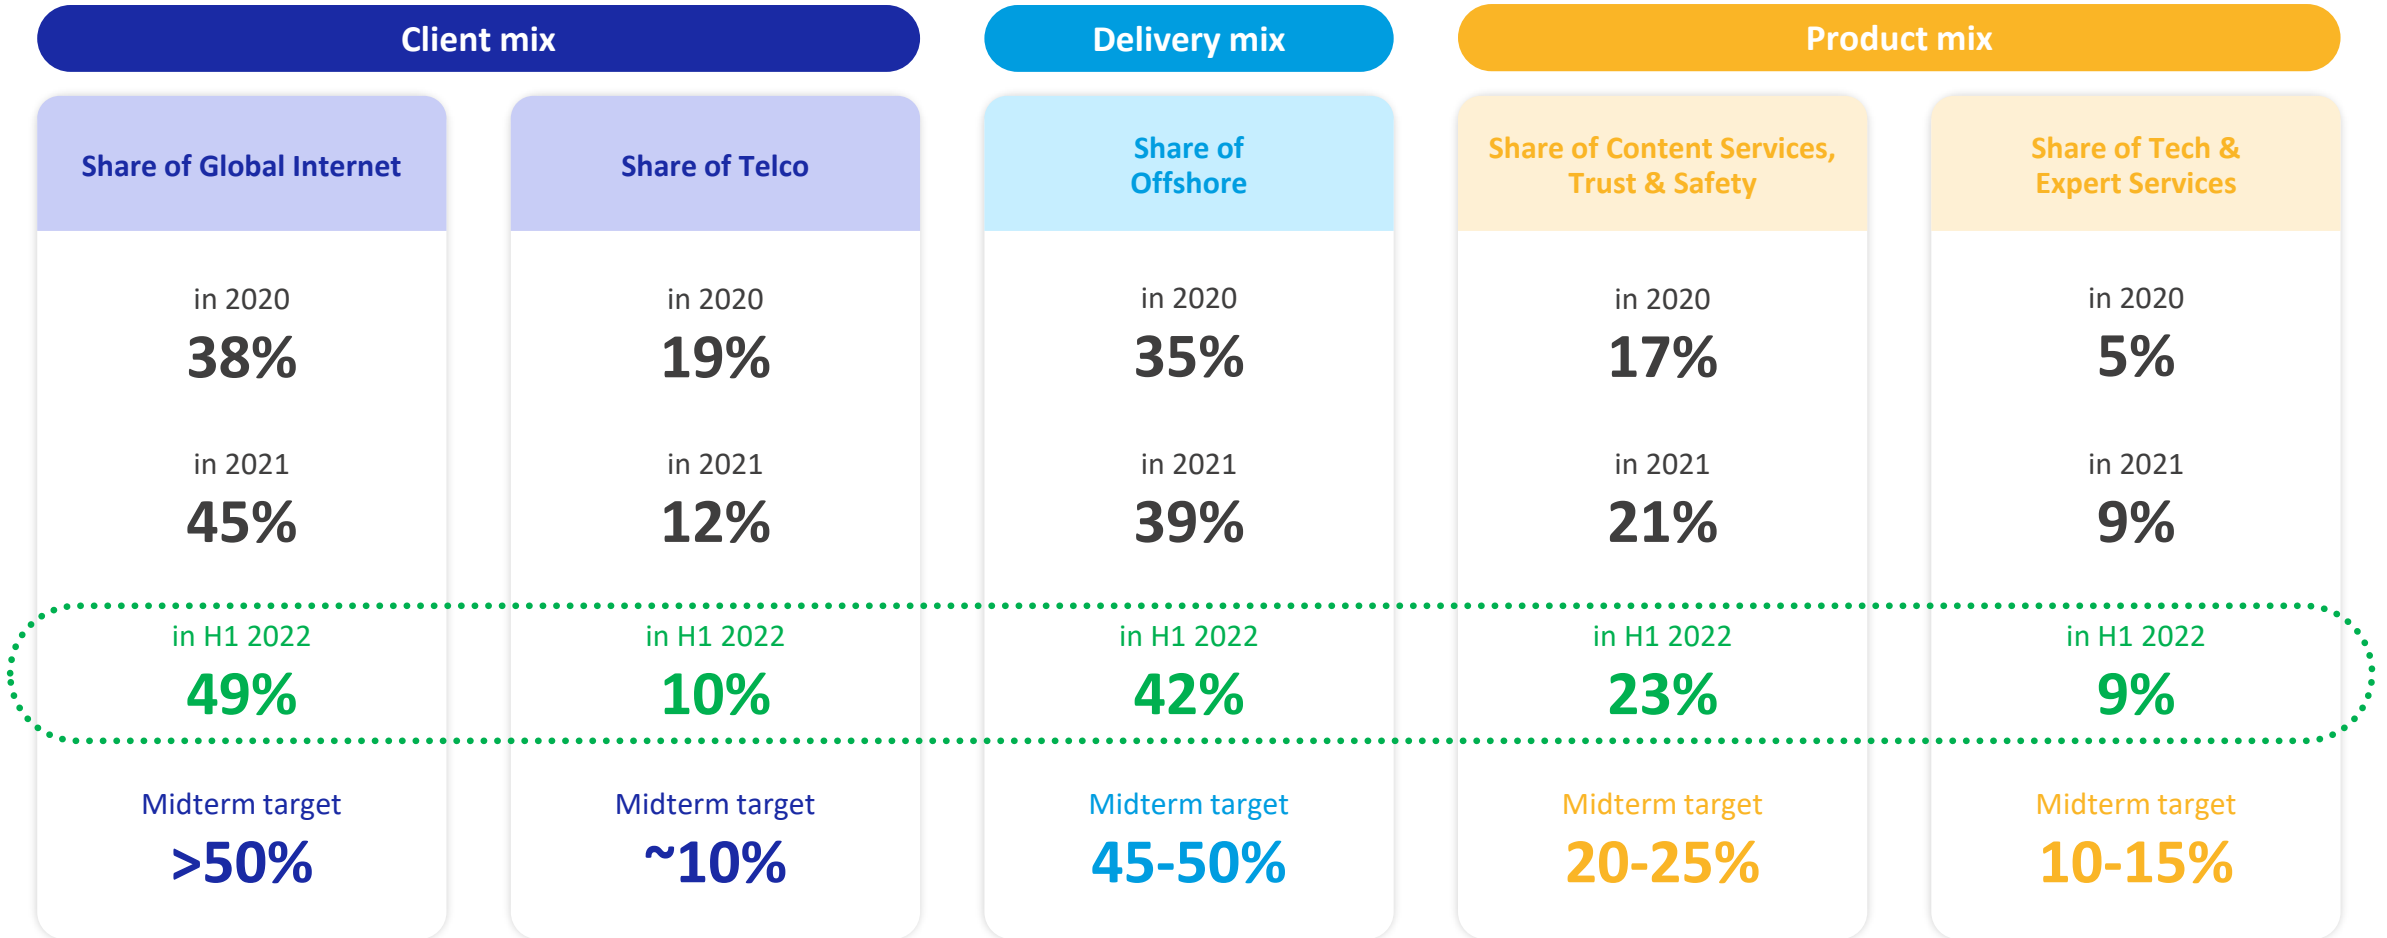 Client mix
Delivery mix
Product mix
Share of Global Internet
in 2020
38%
in 2021
45%
in H1 2022
49%
Midterm target
>50%
Share of Telco
in 2020
19%
in 2021
12%
in H1 2022
10%
Midterm target
~10%
Share of
Offshore
in 2020
35%
in 2021
39%
in H1 2022
42%
Midterm target
45-50%
Share of Content Services,
Trust & Safety
in 2020
17%
in 2021
21%
in H1 2022
23%
Midterm target
20-25%
Share of Tech &
Expert Services
in 2020
5%
in 2021
9%
in H1 2022
9%
Midterm target
10-15%